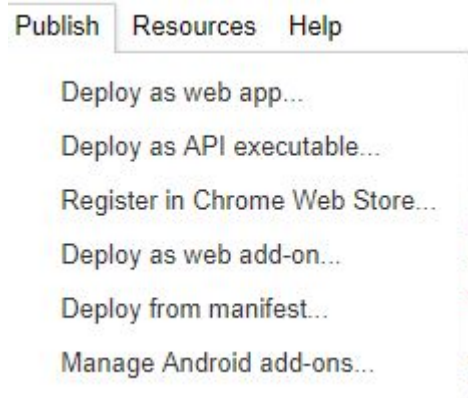 Publish Resources Help
Deploy as web app...
Deploy as API executable...
Register in Chrome Web Store...
Deploy as web add-on...
Deploy from manifest...
Manage Android add-ons...